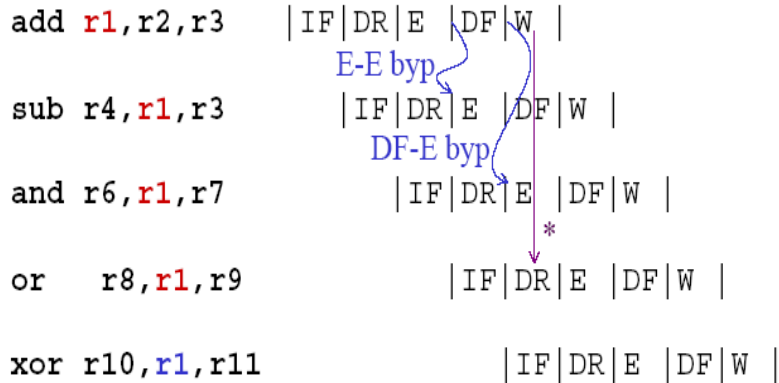 add r1,r2,r3 |IF|DR|E |DF|W |
E-E byp
sub r4,r1,r3 |IF|DR|E |DF|W |
DF-E byp
and r6,r1,r7 |IF|DR|E |DF|W |
*
or r8,r1,r9 |IF|DR|E |DF|W |
xor r10,r1,r11 |IF|DR|E |DF|W |